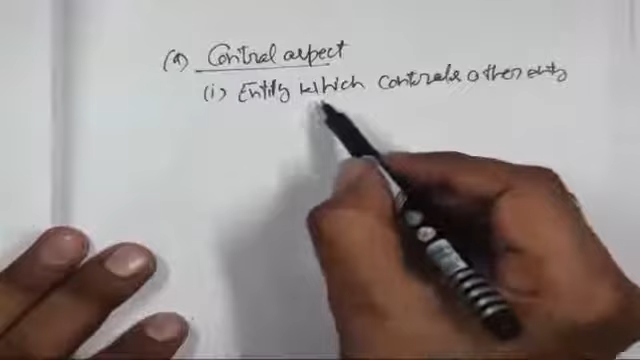 (a) Control aspect
(i) Entity which controls other entity